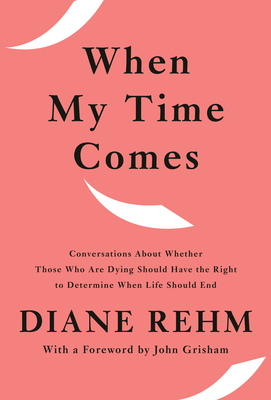 When
My Time
Comes
Conversations About Whether
Those Who Are Dying Should Have the Right
to Determine When Life Should End
DIANE REHM
With a Foreword by John Grisham